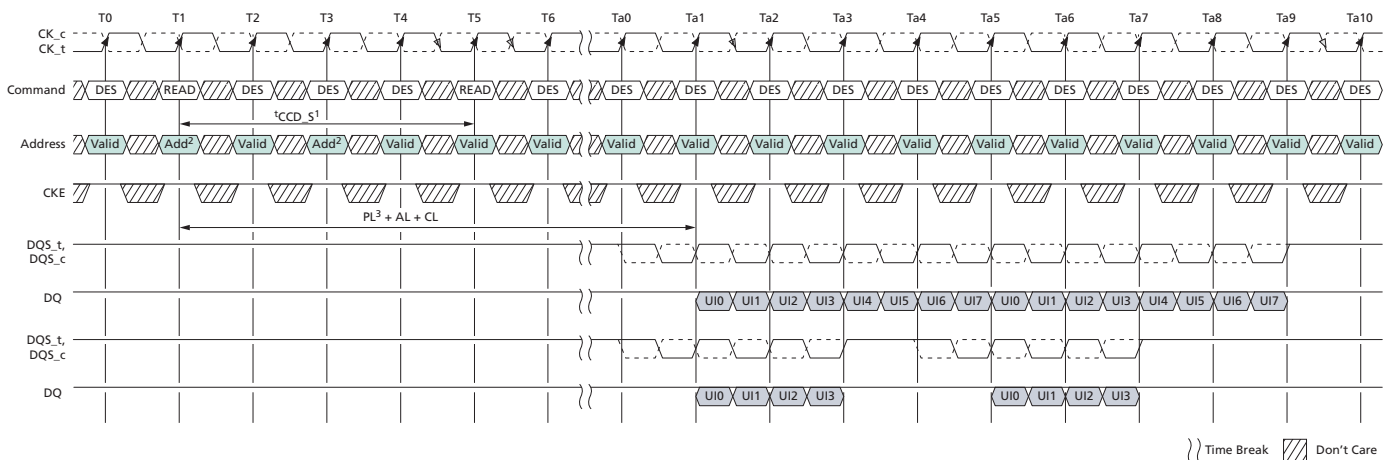 T0 T1 T2 T3 T4 T5 T6 Ta0 Ta1 Ta2 Ta3 Ta4 Ta5 Ta6 Ta7 Ta8 Ta9 Ta10
CK_c
CK_t
Command DES READ DES DES DES READ DES DES DES DES DES DES DES DES DES DES DES DES
tCCD_S1
Address Valid Add2 Valid Add2 Valid Valid Valid Valid Valid Valid Valid Valid Valid Valid Valid Valid Valid Valid
CKE
PL3 + AL + CL
DQS_t,
DQS_c
DQ UI0 UI1 UI2 UI3 UI4 UI5 UI6 UI7 UI0 UI1 UI2 UI3 UI4 UI5 UI6 UI7
DQS_t,
DQS_c
DQ UI0 UI1 UI2 UI3 UI0 UI1 UI2 UI3
Time Break Don't Care